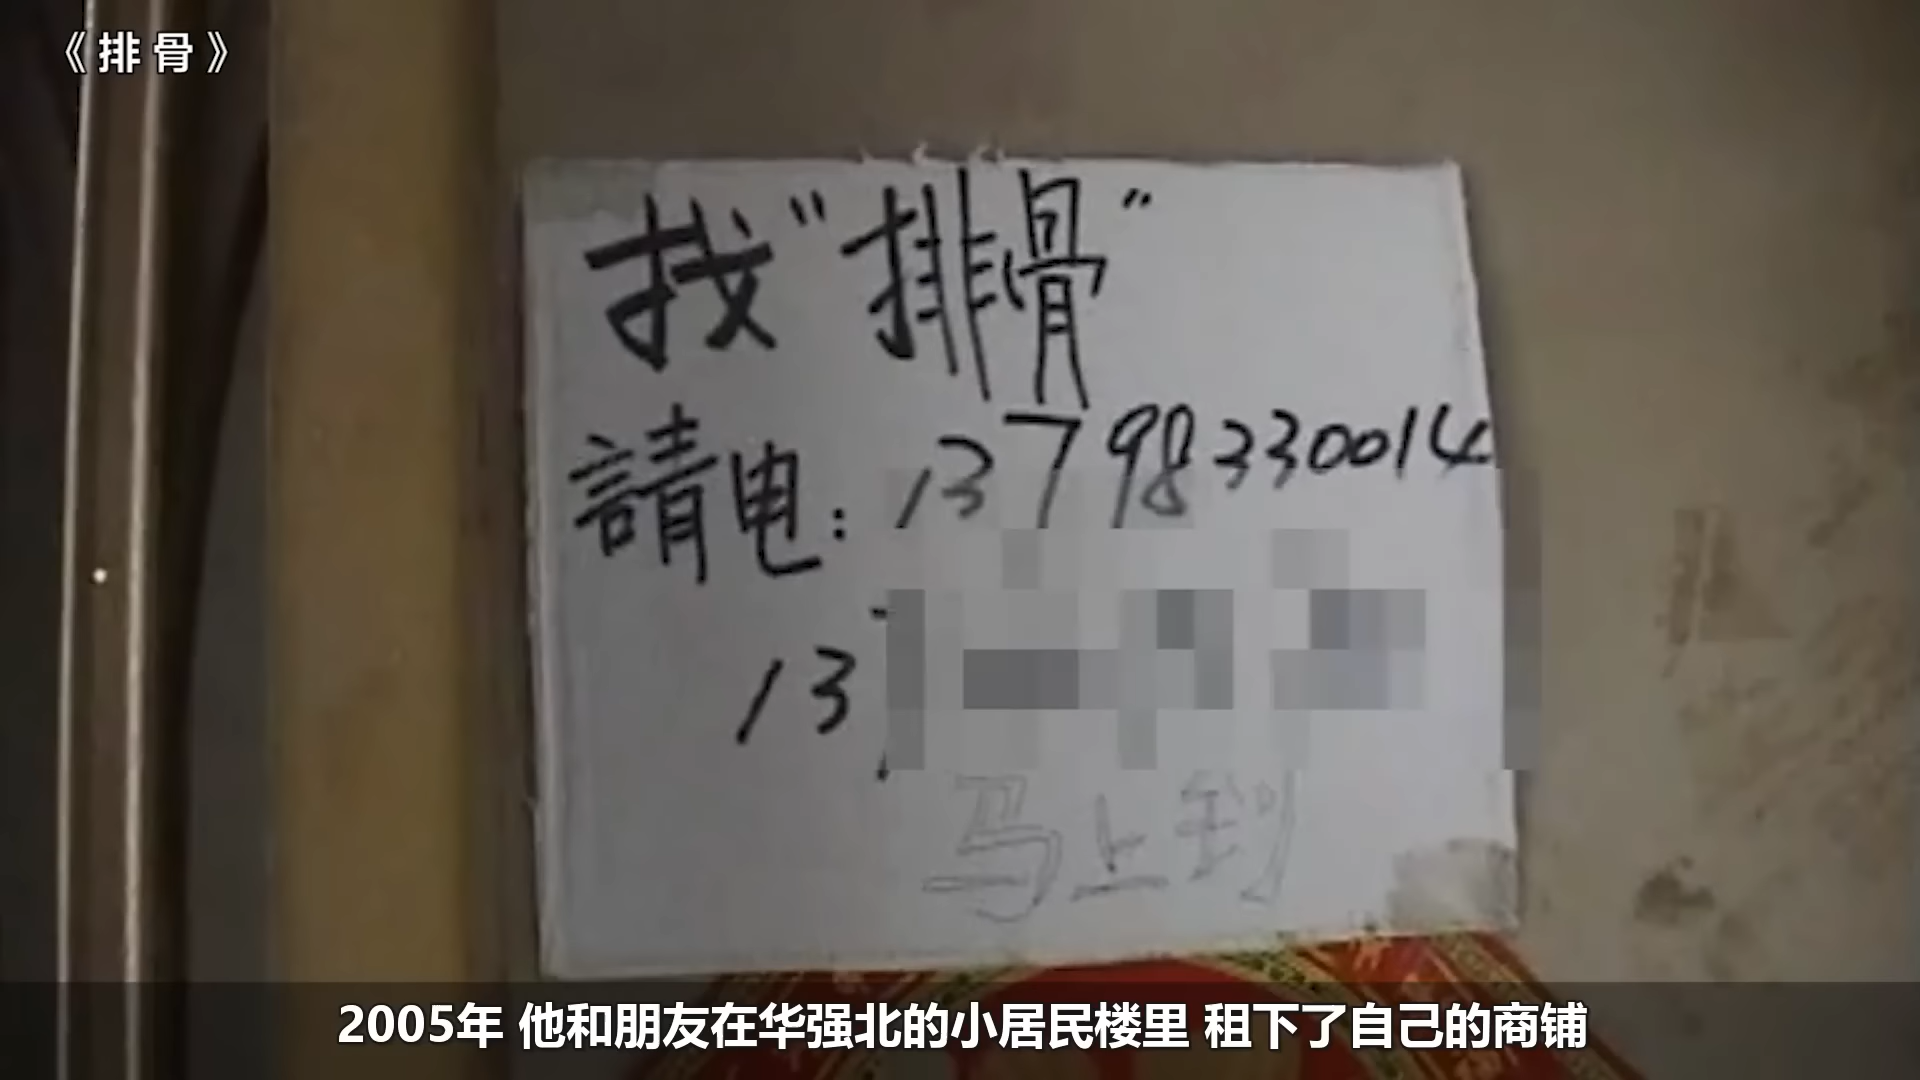 《排骨》
找"排骨"
請电：13798330014
13
马上到
2005年 他和朋友在华强北的小居民楼里 租下了自己的商铺